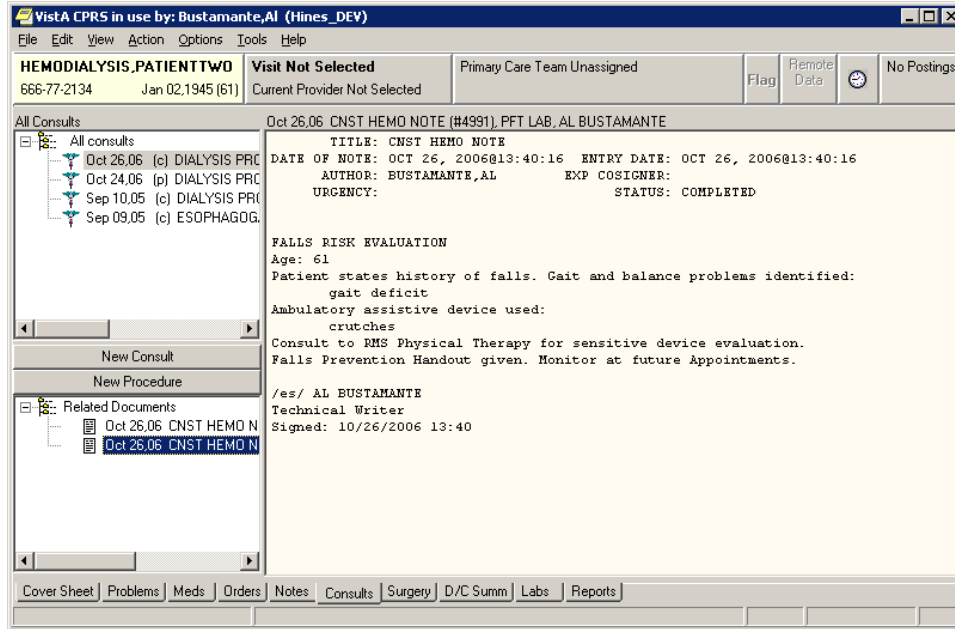 VistA CPRS in use by: Bustamante,Al (Hines_DEV)
File Edit View Action Options Tools Help
HEMODIALYSIS,PATIENTTWO
666-77-2134 Jan 02,1945 (61)
Visit Not Selected
Current Provider Not Selected
Primary Care Team Unassigned
Flag
Remote
Data
No Postings
All Consults
All consults
Oct 26,06 (c) DIALYSIS PRO
Oct 24,06 (p) DIALYSIS PRO
Sep 10,05 (c) DIALYSIS PRO
Sep 09,05 (c) ESOPHAGOG
New Consult
New Procedure
Related Documents
Oct 26,06 CNST HEMO N
Oct 26,06 CNST HEMO N
Oct 26,06 CNST HEMO NOTE (#4991), PFT LAB, AL BUSTAMANTE
TITLE: CNST HEMO NOTE
DATE OF NOTE: OCT 26, 2006@13:40:16 ENTRY DATE: OCT 26, 2006@13:40:16
AUTHOR: BUSTAMANTE,AL EXP COSIGNER:
URGENCY: STATUS: COMPLETED
FALLS RISK EVALUATION
Age: 61
Patient states history of falls. Gait and balance problems identified:
gait deficit
Ambulatory assistive device used:
crutches
Consult to RMS Physical Therapy for sensitive device evaluation.
Falls Prevention Handout given. Monitor at future Appointments.
/es/ AL BUSTAMANTE
Technical Writer
Signed: 10/26/2006 13:40
Cover Sheet Problems Meds Orders Notes Consults Surgery D/C Summ Labs Reports